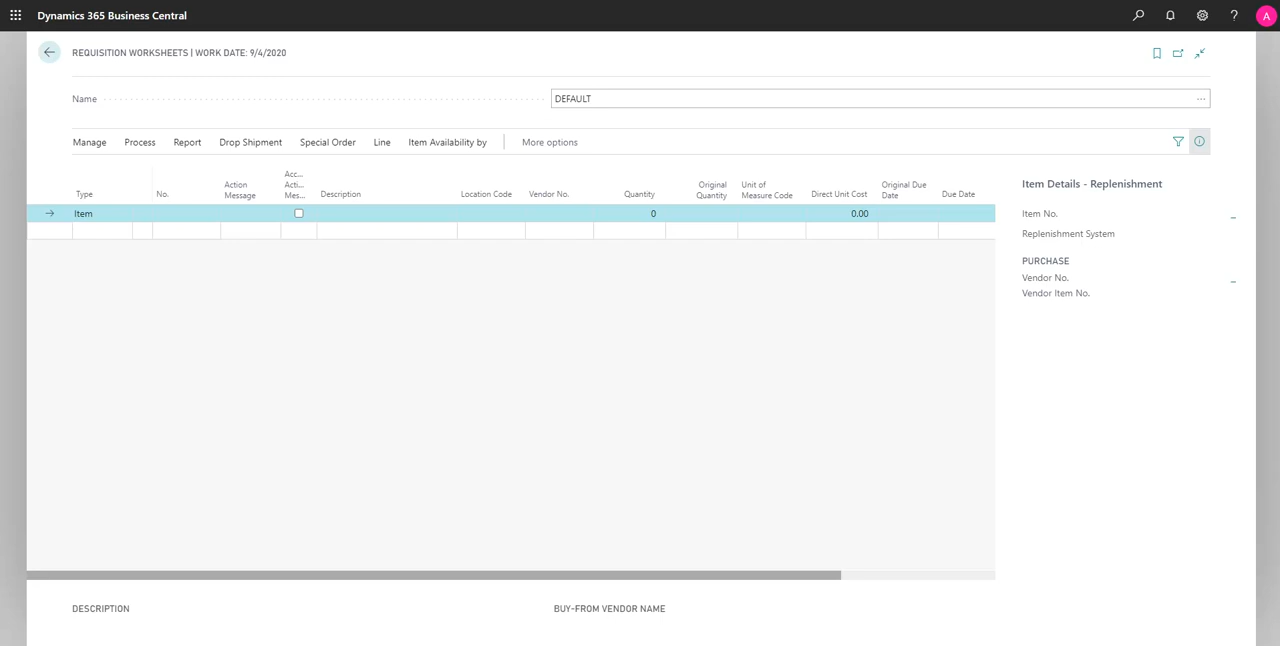 Dynamics 365 Business Central
?
A
REQUISITION WORKSHEETS | WORK DATE: 9/4/2020
Name
DEFAULT
...
Manage Process Report Drop Shipment Special Order Line Item Availability by More options
Type No. Action Message Acc... Acti... Mes... Description Location Code Vendor No. Quantity Original Quantity Unit of Measure Code Direct Unit Cost Original Due Date Due Date
Item 0 0.00
Item Details - Replenishment
Item No. _
Replenishment System
PURCHASE
Vendor No. _
Vendor Item No.
DESCRIPTION BUY-FROM VENDOR NAME